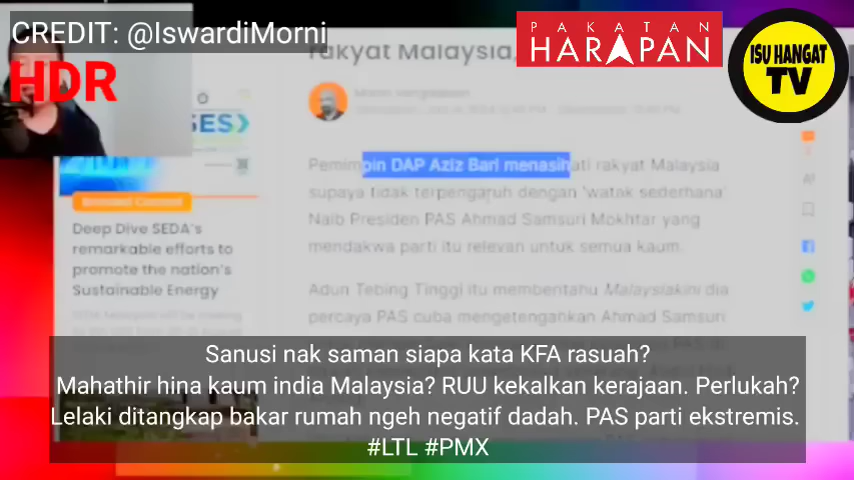 CREDIT: @IswardiMorni
HDR
PAKATAN
HARAPAN
ISU HANGAT
TV
rakyat Malaysia,
Pemimpin DAP Aziz Bari menasihati rakyat Malaysia
supaya tidak terpengaruh dengan 'watak sederhana'
Naib Presiden PAS Ahmad Samsuri Mokhtar yang
mendakwa parti itu relevan untuk semua kaum.
Adun Tebing Tinggi itu membentahu Malaysiakini dia
percaya PAS cuba mengetengahkan Ahmad Samsuri
Deep Dive SEDA's
remarkable efforts to
promote the nation's
Sustainable Energy
Sanusi nak saman siapa kata KFA rasuah?
Mahathir hina kaum india Malaysia? RUU kekalkan kerajaan. Perlukah?
Lelaki ditangkap bakar rumah ngeh negatif dadah. PAS parti ekstremis.
#LTL #PMX